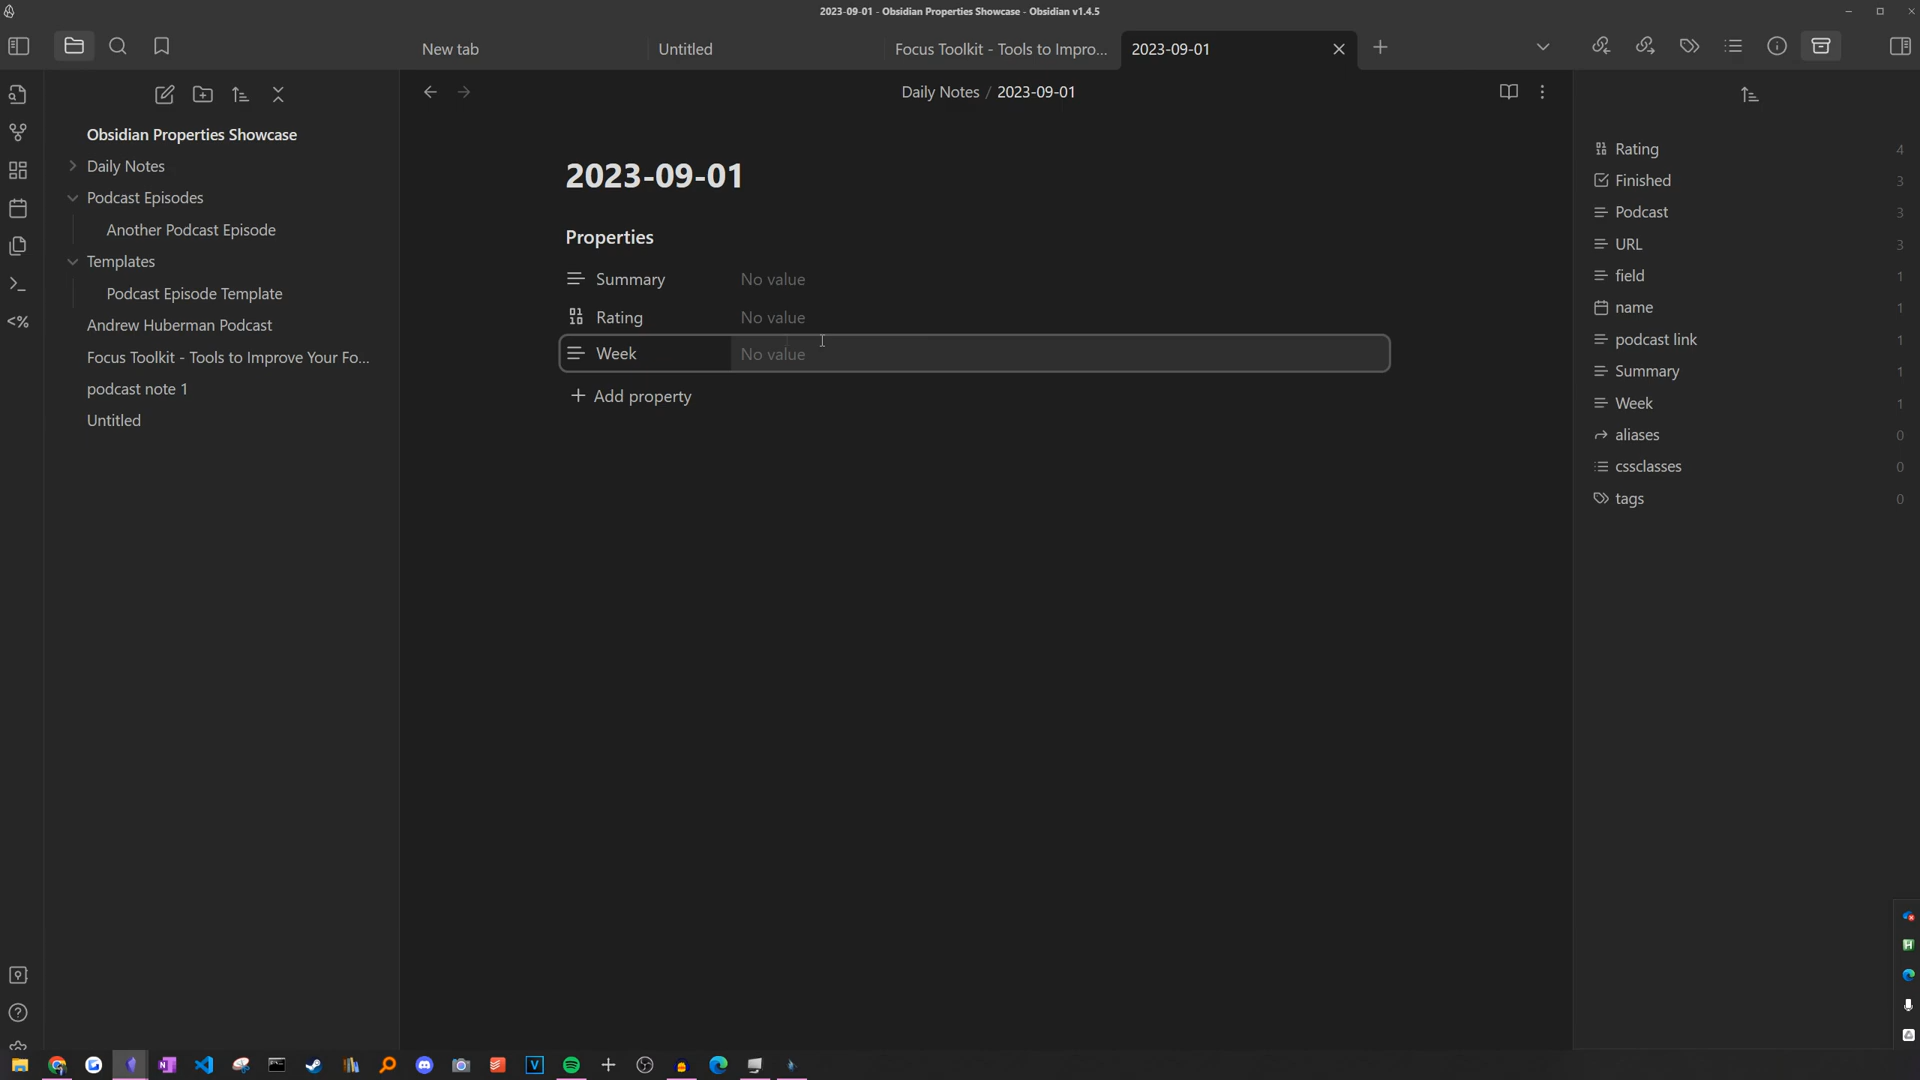 2023-09-01 - Obsidian Properties Showcase - Obsidian v1.4.5
New tab
Untitled
Focus Toolkit - Tools to Impro...
2023-09-01
Daily Notes / 2023-09-01
Obsidian Properties Showcase
Daily Notes
Podcast Episodes
Another Podcast Episode
Templates
Podcast Episode Template
Andrew Huberman Podcast
Focus Toolkit - Tools to Improve Your Fo...
podcast note 1
Untitled
2023-09-01
Properties
Summary No value
Rating No value
Week No value
Add property
Rating 4
Finished 3
Podcast 3
URL 3
field 1
name 1
podcast link 1
Summary 1
Week 1
aliases 0
cssclasses 0
tags 0